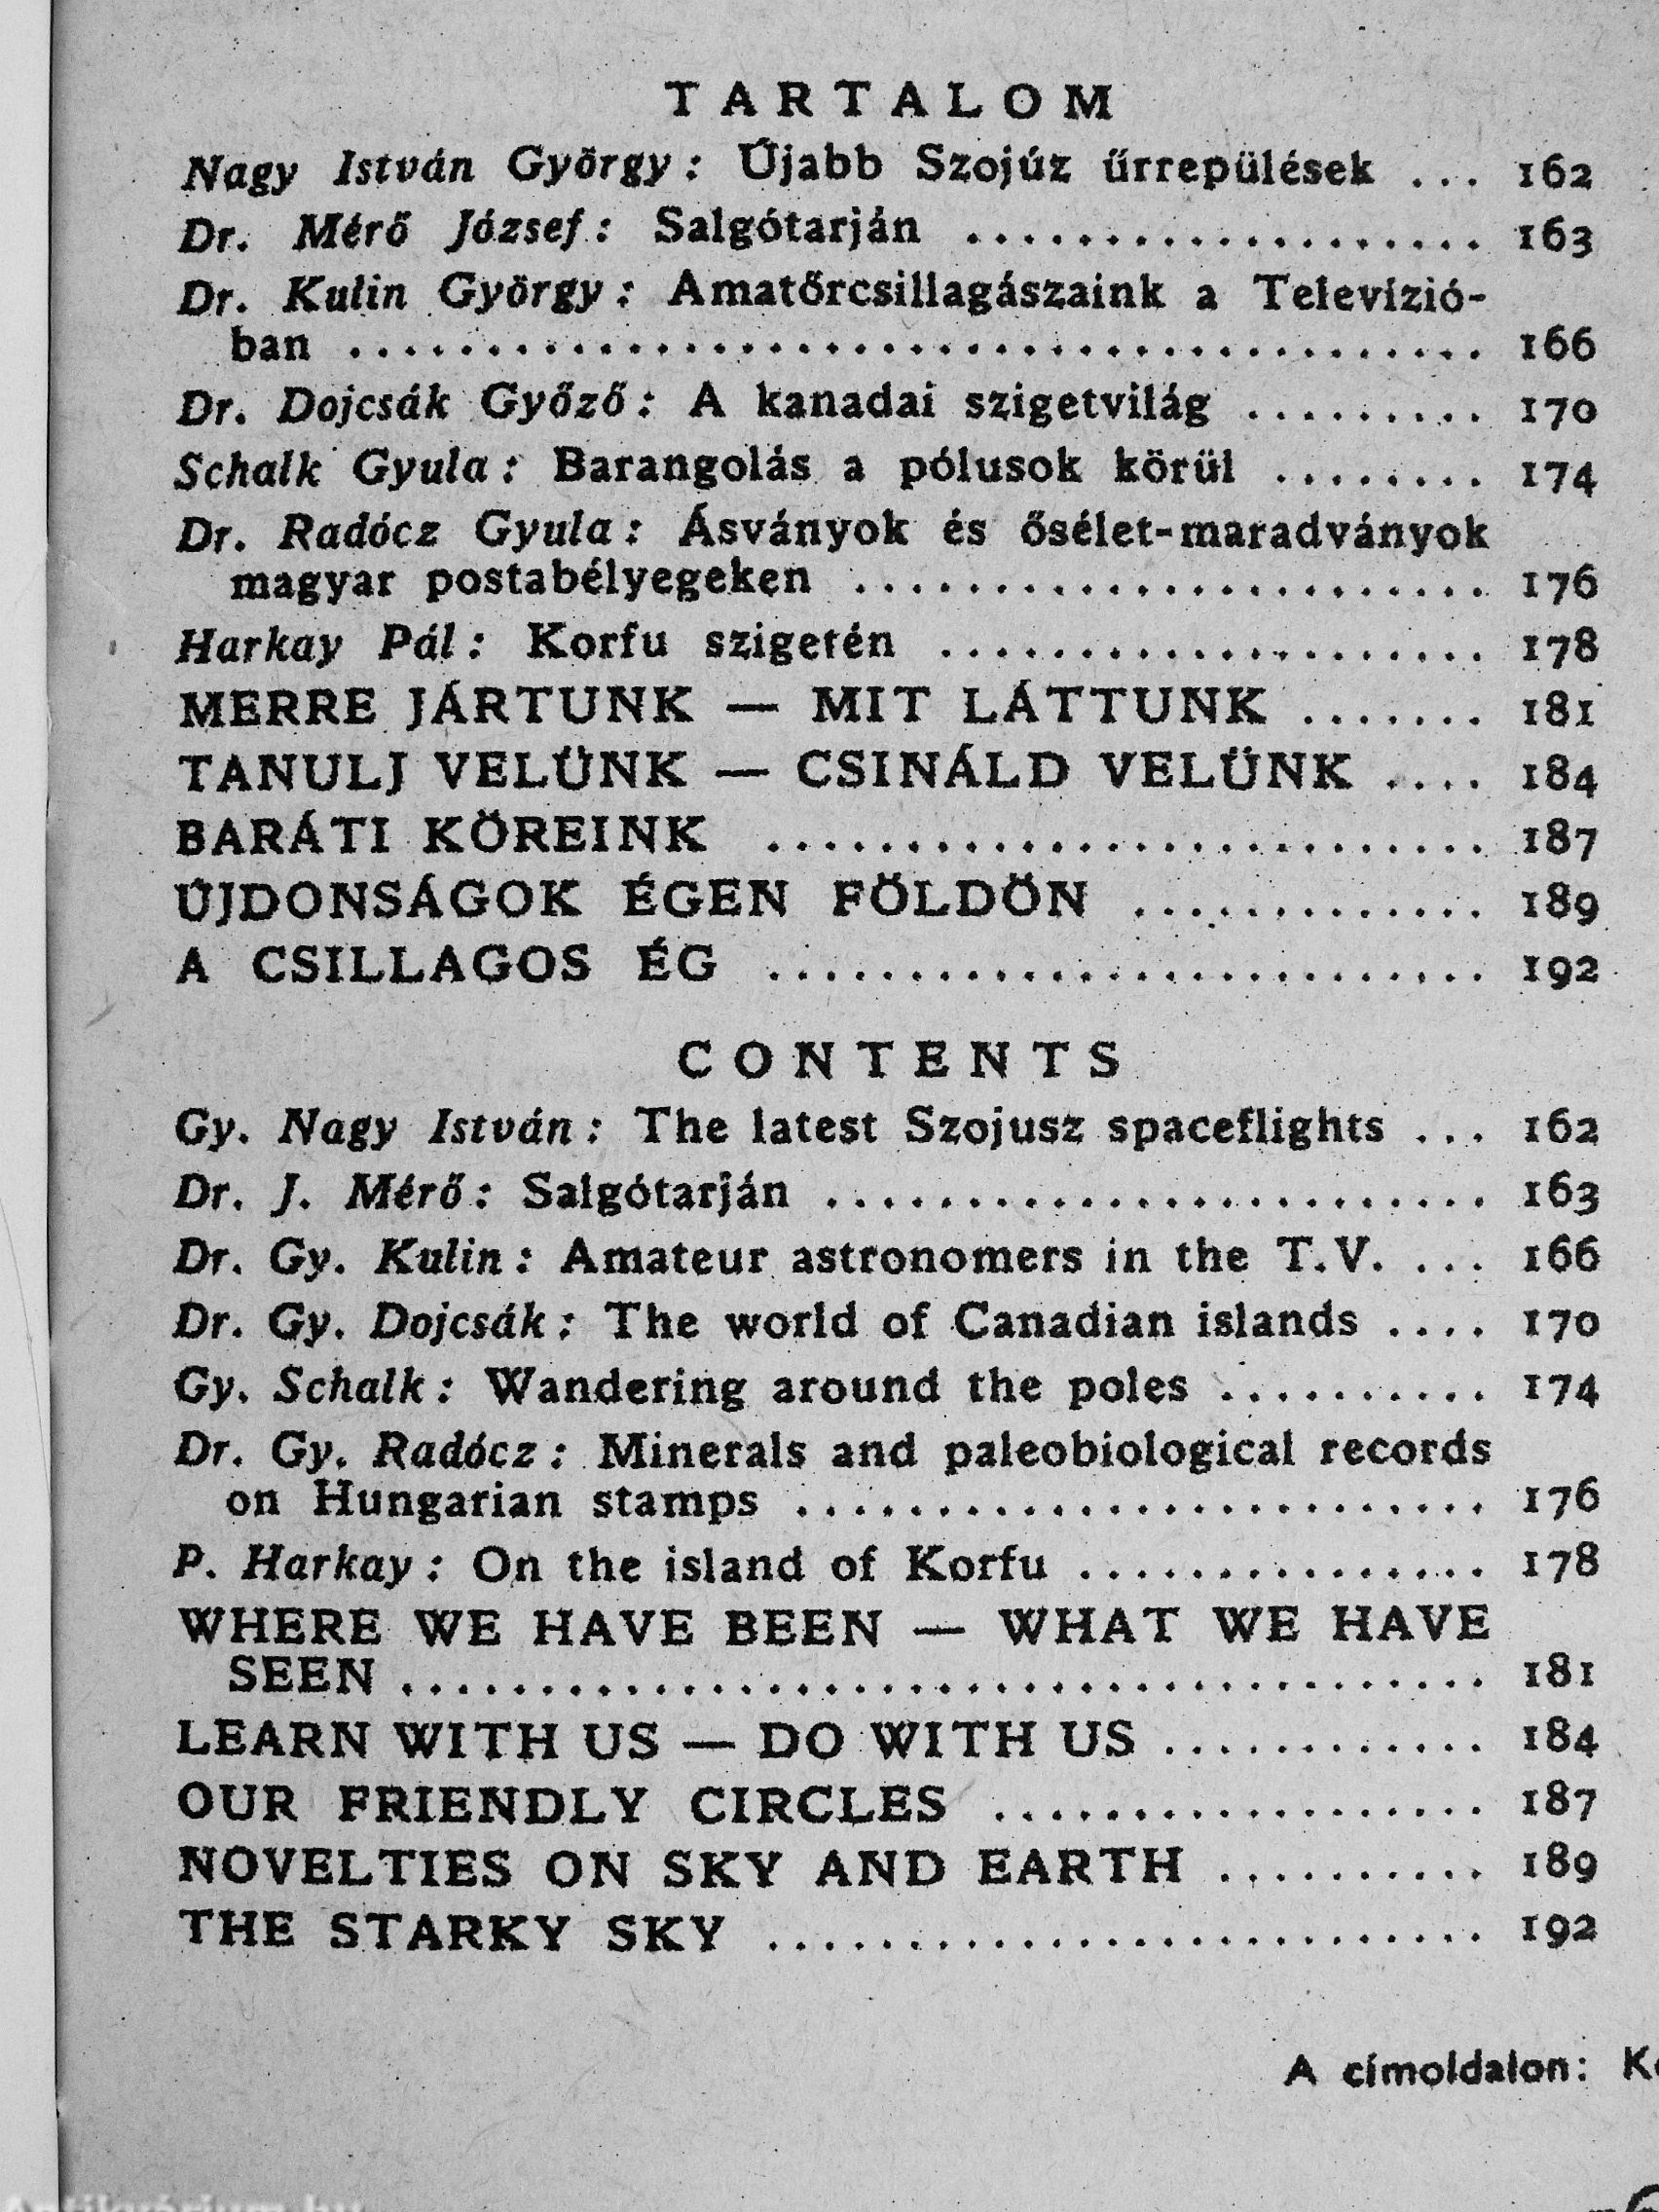 TARTALOM
Nagy István György: Újabb Szojúz űrrepülések ... 162
Dr. Mérő József: Salgótarján ................... 163
Dr. Kulin György: Amatőrcsillagászaink a Televízió-
ban ......................................... 166
Dr. Dojcsák Győző: A kanadai szigetvilág ......... 170
Schalk Gyula: Barangolás a pólusok körül ........ 174
Dr. Radócz Gyula: Ásványok és ősélet-maradványok
magyar postabélyegeken ....................... 176
Harkay Pál: Korfu szigetén .................... 178
MERRE JÁRTUNK — MIT LÁTTUNK ....... 181
TANULJ VELÜNK — CSINÁLD VELÜNK .... 184
BARÁTI KÖREINK .......................... 187
ÚJDONSÁGOK ÉGEN FÖLDÖN ............. 189
A CSILLAGOS ÉG .......................... 192
CONTENTS
Gy. Nagy István: The latest Szojusz spaceflights ... 162
Dr. J. Mérő: Salgótarján ........................ 163
Dr. Gy. Kulin: Amateur astronomers in the T.V. ... 166
Dr. Gy. Dojcsák: The world of Canadian islands .... 170
Gy. Schalk: Wandering around the poles .......... 174
Dr. Gy. Radócz: Minerals and paleobiological records
on Hungarian stamps ......................... 176
P. Harkay: On the island of Korfu ............... 178
WHERE WE HAVE BEEN — WHAT WE HAVE
SEEN ....................................... 181
LEARN WITH US — DO WITH US ............ 184
OUR FRIENDLY CIRCLES .................. 187
NOVELTIES ON SKY AND EARTH .......... 189
THE STARKY SKY .......................... 192
A címoldalon: